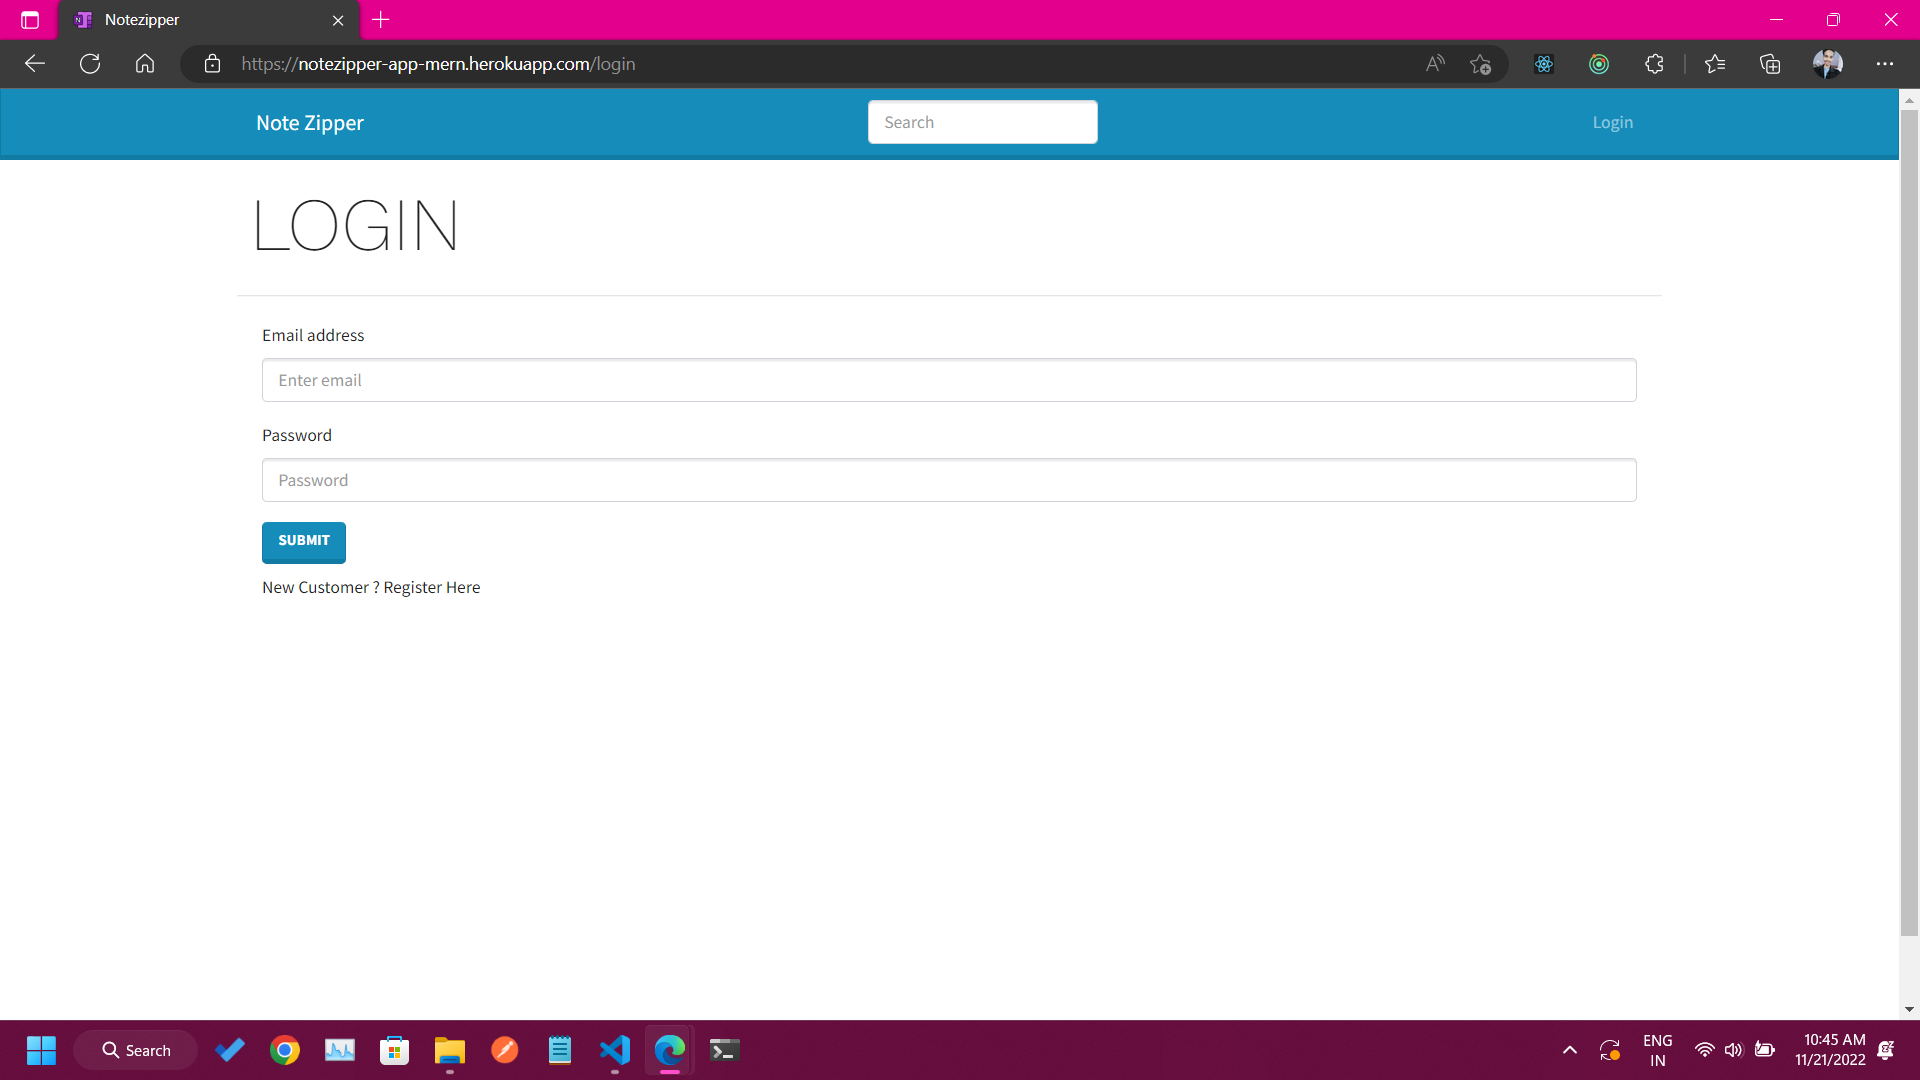 Notezipper
https://notezipper-app-mern.herokuapp.com/login
Note Zipper
Search
Login
LOGIN
Email address
Enter email
Password
Password
SUBMIT
New Customer ? Register Here
Search
ENG
IN
10:45 AM
11/21/2022